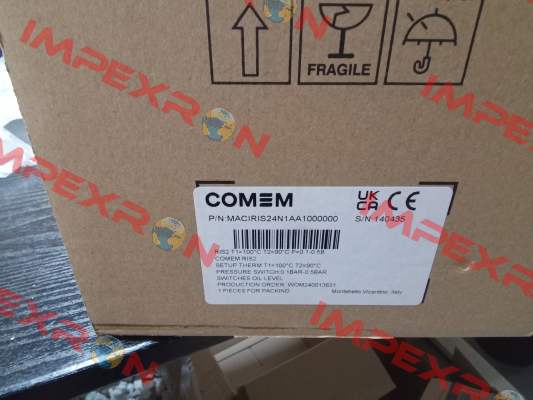 IMPEXRON
IMPEXRON
IMPEXRON
IMPEXRON
FRAGILE
COMEM
UK CA CE
P/N:MACIRIS24N1AA1000000 S/N:140435
RIS2 T1=100°C T2=90°C P=0.1-0.5B
COMEM RIS2
SETUP THERM T1=100°C T2=90°C
PRESSURE SWITCH:0.1BAR-0.5BAR
SWITCHES OIL LEVEL
PRODUCTION ORDER :WOM240013631
1 PIECES FOR PACKING Montebello Vicentino, Italy